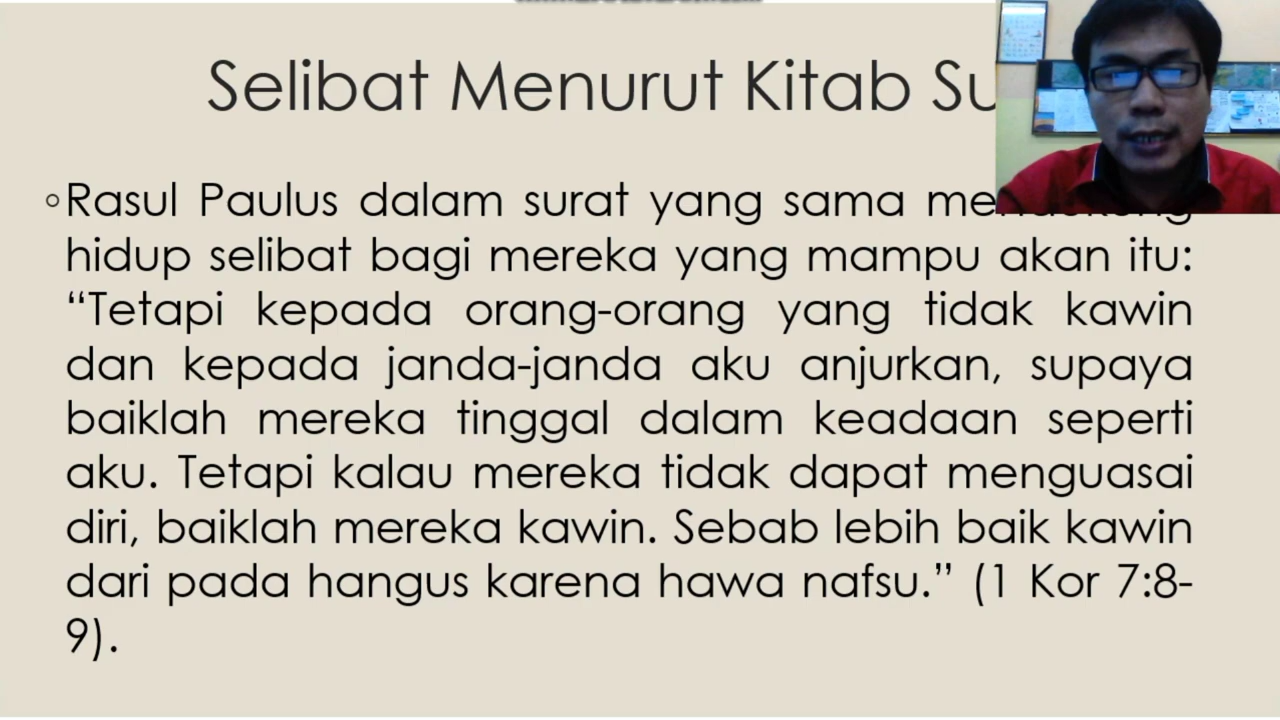 Selibat Menurut Kitab
◦Rasul Paulus dalam surat yang sama
hidup selibat bagi mereka yang mampu akan itu:
“Tetapi kepada orang-orang yang tidak kawin
dan kepada janda-janda aku anjurkan, supaya
baiklah mereka tinggal dalam keadaan seperti
aku. Tetapi kalau mereka tidak dapat menguasai
diri, baiklah mereka kawin. Sebab lebih baik kawin
dari pada hangus karena hawa nafsu.” (1 Kor 7:8-
9).